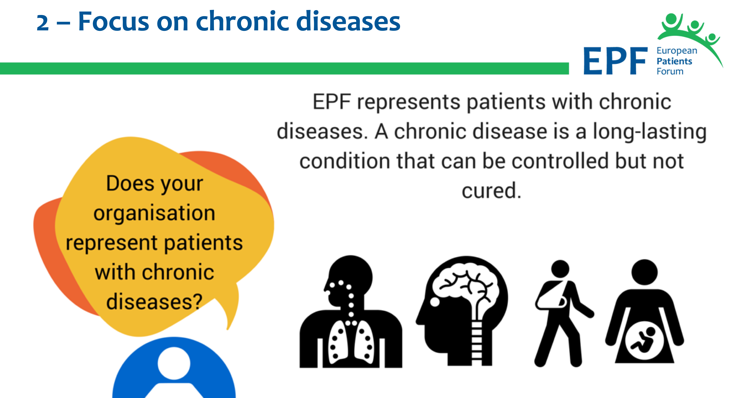 2 – Focus on chronic diseases
EPF
European
Patients
Forum
EPF represents patients with chronic
diseases. A chronic disease is a long-lasting
condition that can be controlled but not
cured.
Does your
organisation
represent patients
with chronic
diseases?